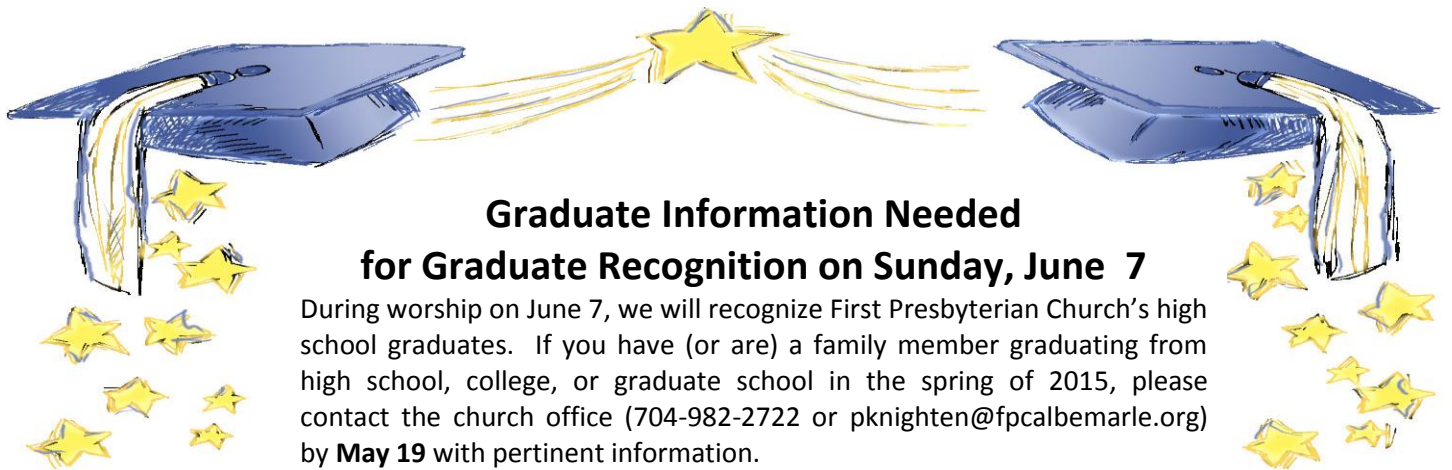 Graduate Information Needed
for Graduate Recognition on Sunday, June  7
During worship on June 7, we will recognize First Presbyterian Church’s high
school graduates.  If you have (or are) a family member graduating from
high school, college, or graduate school in the spring of 2015, please
contact the church office (704-982-2722 or pknighten@fpcalbemarle.org)
by May 19 with pertinent information.